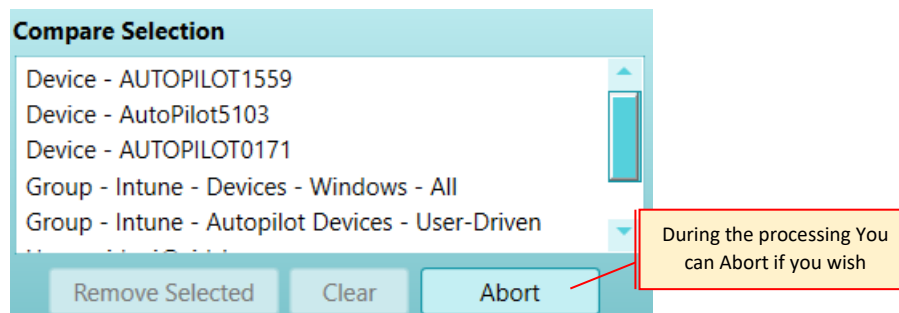 Compare Selection
Device - AUTOPILOT1559
Device - AutoPilot5103
Device - AUTOPILOT0171
Group - Intune - Devices - Windows - All
Group - Intune - Autopilot Devices - User-Driven
During the processing You
can Abort if you wish
Remove Selected
Clear
Abort